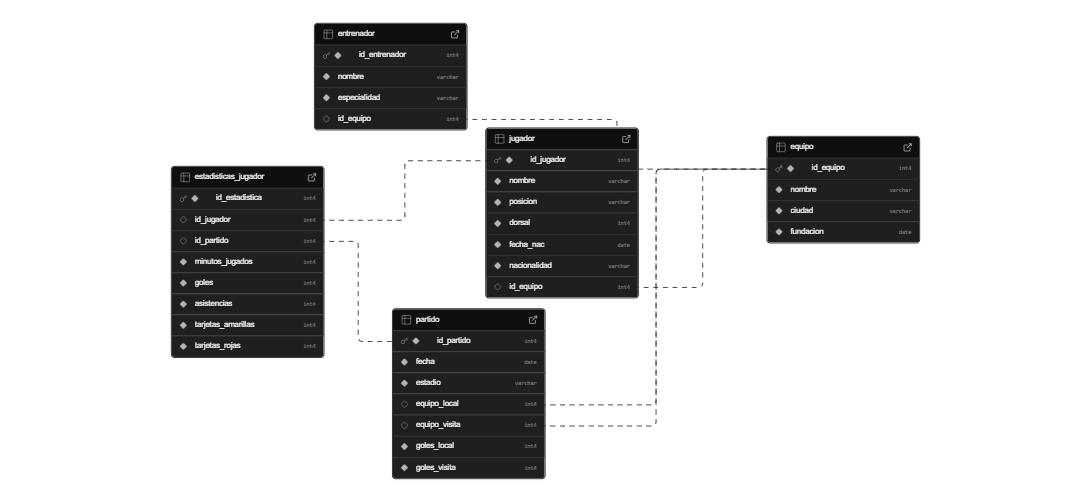 entrenador
id_entrenador int4
nombre varchar
especialidad varchar
id_equipo int4
jugador
id_jugador int4
nombre varchar
posicion varchar
dorsal int4
fecha_nac date
nacionalidad varchar
id_equipo int4
equipo
id_equipo int4
nombre varchar
ciudad varchar
fundacion date
estadisticas_jugador
id_estadistica int4
id_jugador int4
id_partido int4
minutos_jugados int4
goles int4
asistencias int4
tarjetas_amarillas int4
tarjetas_rojas int4
partido
id_partido int4
fecha date
estadio varchar
equipo_local int4
equipo_visita int4
goles_local int4
goles_visita int4